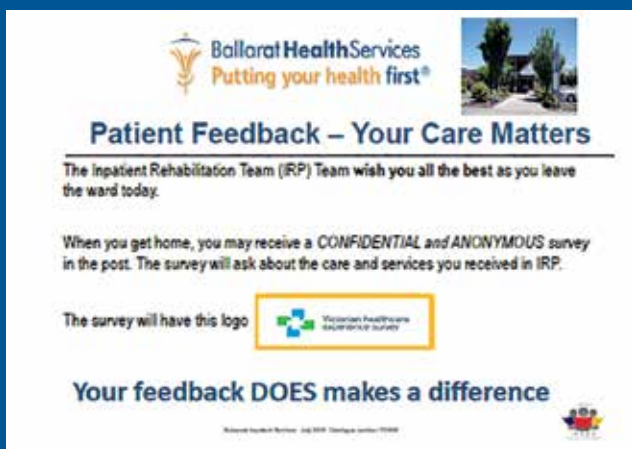 Ballarat HealthServices
Putting your health first®
Patient Feedback – Your Care Matters
The Inpatient Rehabilitation Team (IRP) Team wish you all the best as you leave
the ward today.
When you get home, you may receive a CONFIDENTIAL and ANONYMOUS survey
in the post. The survey will ask about the care and services you received in IRP.
The survey will have this logo
Victorian healthcare
experience survey
Your feedback DOES makes a difference